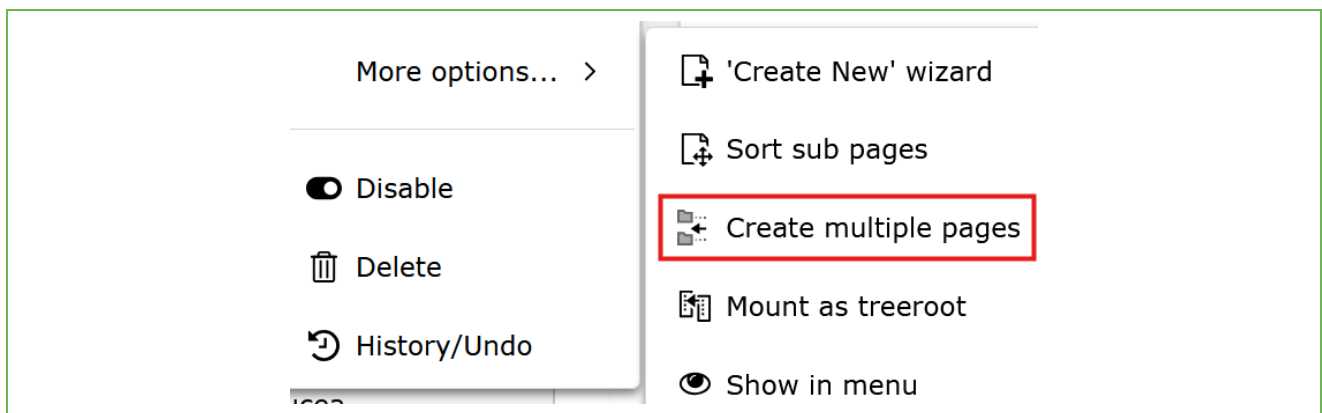 More options... >
Disable
Delete
History/Undo
'Create New' wizard
Sort sub pages
Create multiple pages
Mount as treeroot
Show in menu